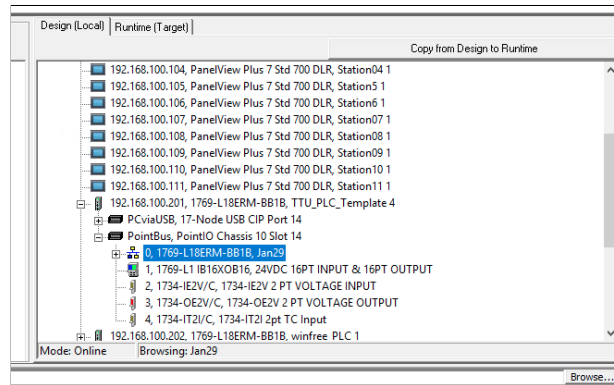 Design (Local) Runtime (Target)
Copy from Design to Runtime
192.168.100.104, PanelView Plus 7 Std 700 DLR, Station04 1
192.168.100.105, PanelView Plus 7 Std 700 DLR, Station5 1
192.168.100.106, PanelView Plus 7 Std 700 DLR, Station6 1
192.168.100.107, PanelView Plus 7 Std 700 DLR, Station07 1
192.168.100.108, PanelView Plus 7 Std 700 DLR, Station08 1
192.168.100.109, PanelView Plus 7 Std 700 DLR, Station09 1
192.168.100.110, PanelView Plus 7 Std 700 DLR, Station10 1
192.168.100.111, PanelView Plus 7 Std 700 DLR, Station11 1
192.168.100.201, 1769-L18ERM-BB1B, TTU_PLC_Template 4
PCviaUSB, 17-Node USB CIP Port 14
PointBus, PointIO Chassis 10 Slot 14
0, 1769-L18ERM-BB1B, Jan29
1, 1769-L1 IB16XOB16, 24VDC 16PT INPUT & 16PT OUTPUT
2, 1734-IE2V/C, 1734-IE2V 2 PT VOLTAGE INPUT
3, 1734-OE2V/C, 1734-OE2V 2 PT VOLTAGE OUTPUT
4, 1734-IT2I/C, 1734-IT2I 2pt TC Input
192.168.100.202, 1769-L18ERM-BB1B, winfree PLC 1
Mode: Online Browsing: Jan29
Browse...